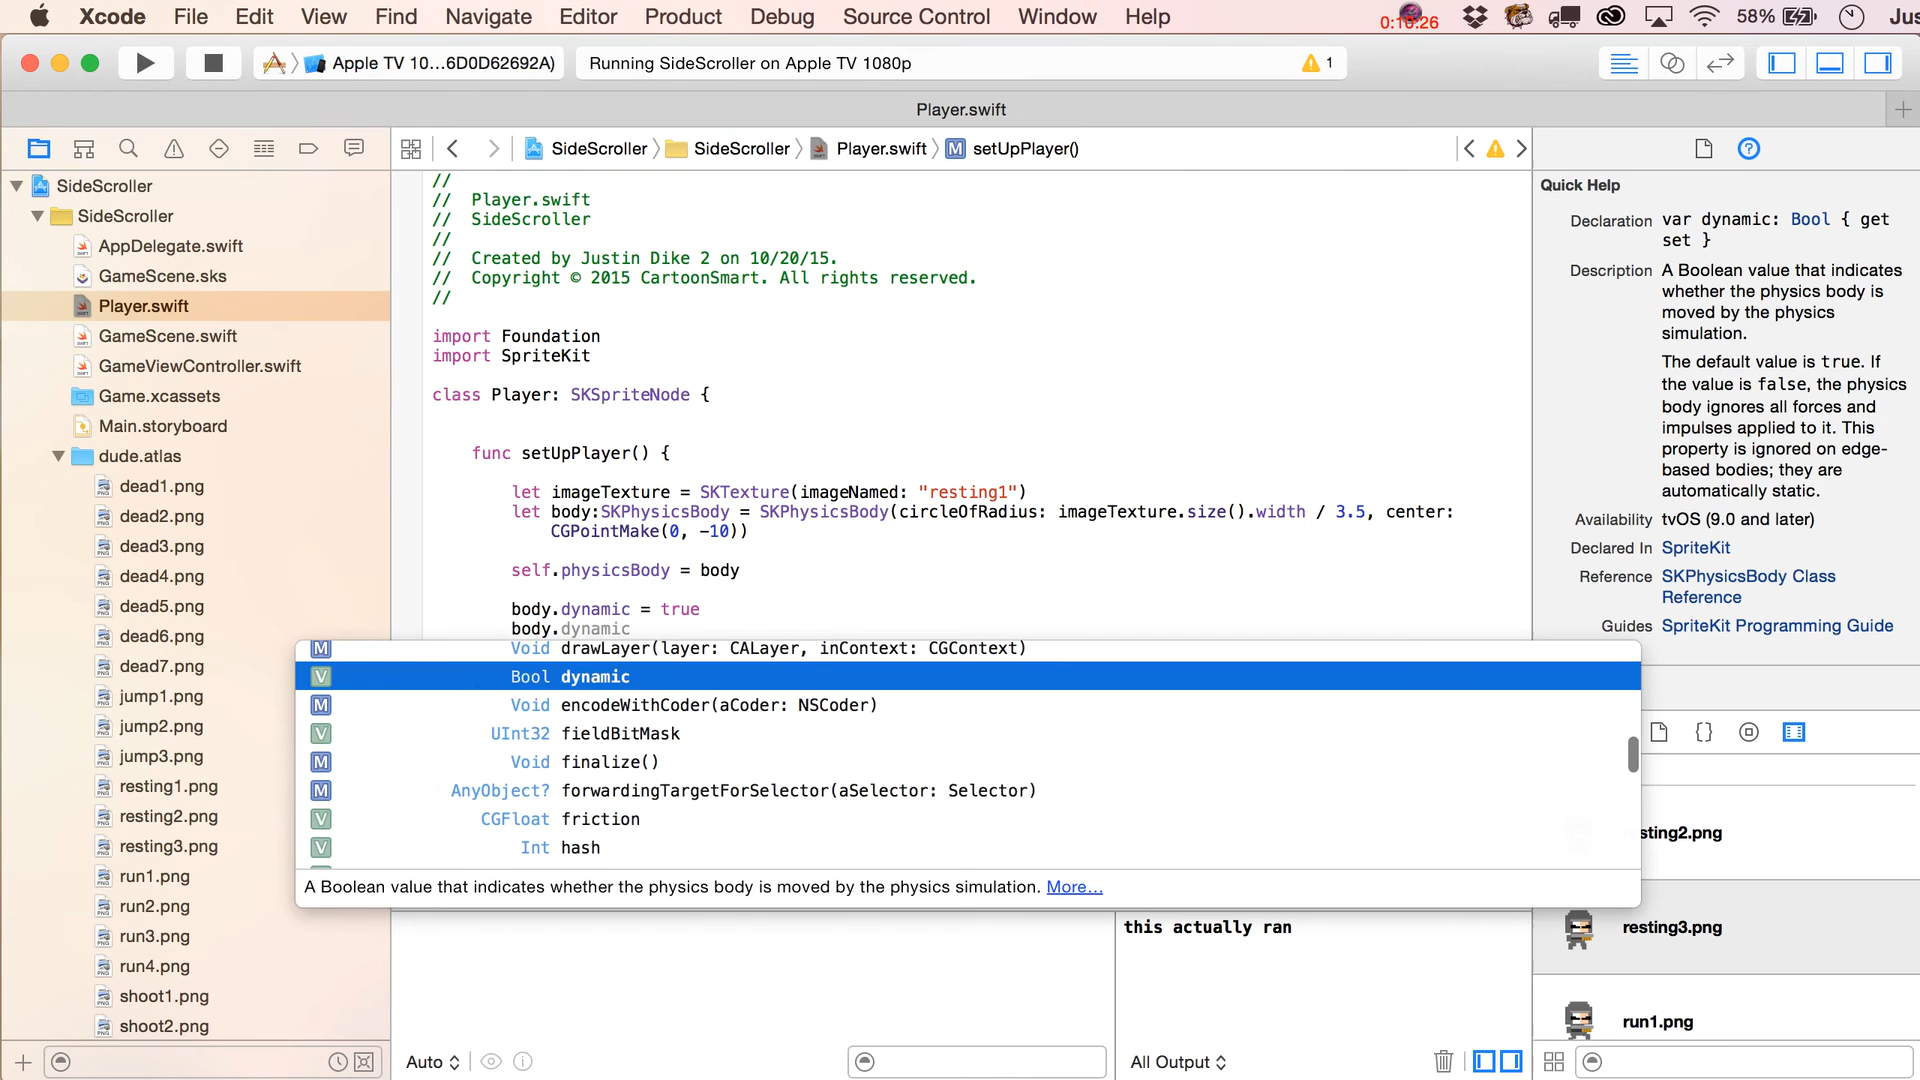 Xcode File Edit View Find Navigate Editor Product Debug Source Control Window Help 0:10:26 58% Jus
Apple TV 10...6D0D62692A) Running SideScroller on Apple TV 1080p 1
Player.swift
SideScroller SideScroller Player.swift M setUpPlayer()
SideScroller
SideScroller
AppDelegate.swift
GameScene.sks
Player.swift
GameScene.swift
GameViewController.swift
Game.xcassets
Main.storyboard
dude.atlas
dead1.png
dead2.png
dead3.png
dead4.png
dead5.png
dead6.png
dead7.png
jump1.png
jump2.png
jump3.png
resting1.png
resting2.png
resting3.png
run1.png
run2.png
run3.png
run4.png
shoot1.png
shoot2.png
//
// Player.swift
// SideScroller
//
// Created by Justin Dike 2 on 10/20/15.
// Copyright © 2015 CartoonSmart. All rights reserved.
//
import Foundation
import SpriteKit
class Player: SKSpriteNode {
func setUpPlayer() {
let imageTexture = SKTexture(imageNamed: "resting1")
let body:SKPhysicsBody = SKPhysicsBody(circleOfRadius: imageTexture.size().width / 3.5, center:
CGPointMake(0, -10))
self.physicsBody = body
body.dynamic = true
body.dynamic
M Void drawLayer(layer: CALayer, inContext: CGContext)
V Bool dynamic
M Void encodeWithCoder(aCoder: NSCoder)
V UInt32 fieldBitMask
M Void finalize()
M AnyObject? forwardingTargetForSelector(aSelector: Selector)
V CGFloat friction
V Int hash
A Boolean value that indicates whether the physics body is moved by the physics simulation. More...
this actually ran
Auto
All Output
Quick Help
Declaration var dynamic: Bool { get
set }
Description A Boolean value that indicates
whether the physics body is
moved by the physics
simulation.
The default value is true. If
the value is false, the physics
body ignores all forces and
impulses applied to it. This
property is ignored on edge-
based bodies; they are
automatically static.
Availability tvOS (9.0 and later)
Declared In SpriteKit
Reference SKPhysicsBody Class
Reference
Guides SpriteKit Programming Guide
sting2.png
resting3.png
run1.png